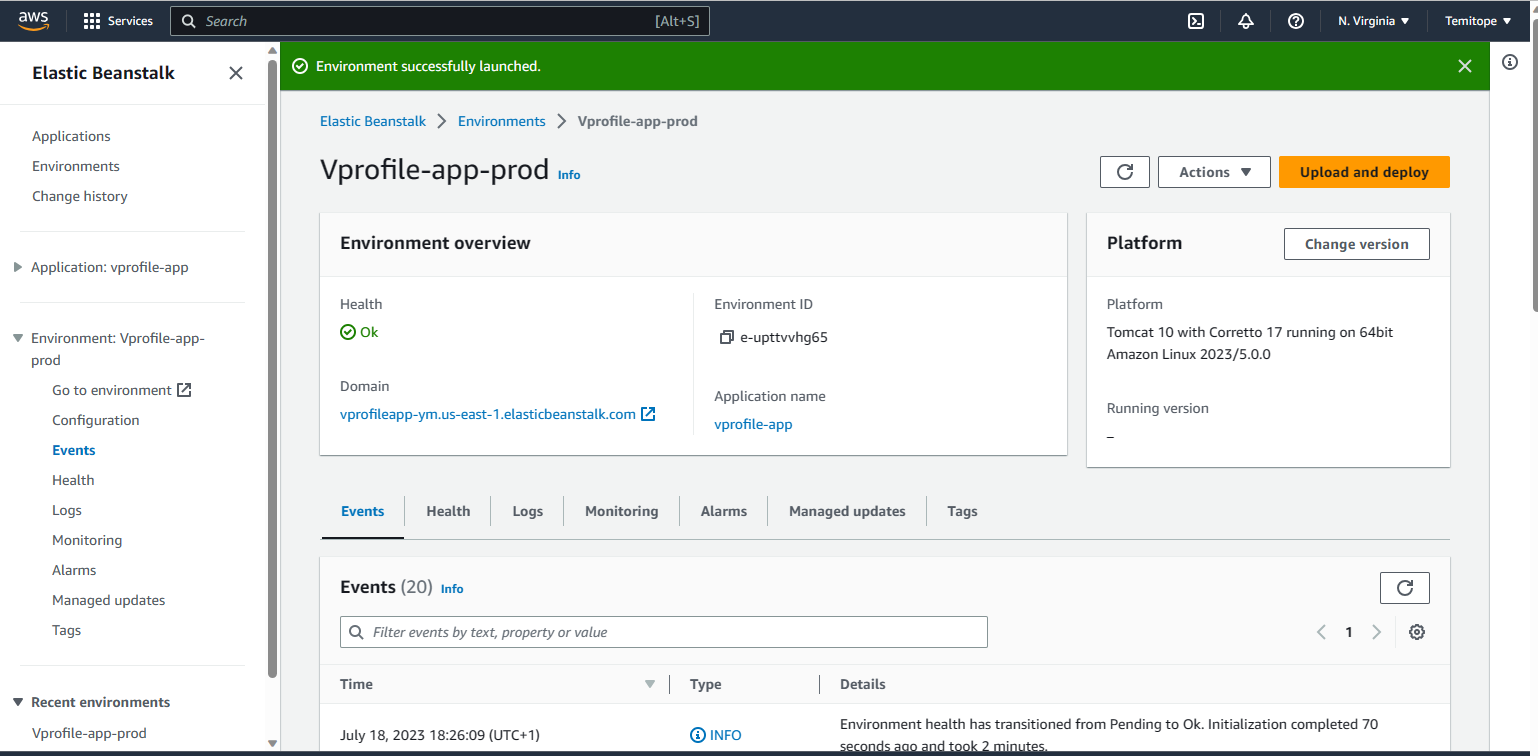 aws
Services
Search
[Alt+S]
N. Virginia
Temitope
Elastic Beanstalk
Applications
Environments
Change history
Application: vprofile-app
Environment: Vprofile-app-
prod
Go to environment
Configuration
Events
Health
Logs
Monitoring
Alarms
Managed updates
Tags
Recent environments
Vprofile-app-prod
Environment successfully launched.
Elastic Beanstalk
Environments
Vprofile-app-prod
Vprofile-app-prod Info
Actions
Upload and deploy
Environment overview
Health
Ok
Domain
vprofileapp-ym.us-east-1.elasticbeanstalk.com
Environment ID
e-upttvvhg65
Application name
vprofile-app
Platform
Change version
Platform
Tomcat 10 with Corretto 17 running on 64bit
Amazon Linux 2023/5.0.0
Running version
–
Events
Health
Logs
Monitoring
Alarms
Managed updates
Tags
Events (20) Info
Filter events by text, property or value
1
Time
Type
Details
July 18, 2023 18:26:09 (UTC+1)
INFO
Environment health has transitioned from Pending to Ok. Initialization completed 70
seconds ago and took 2 minutes.